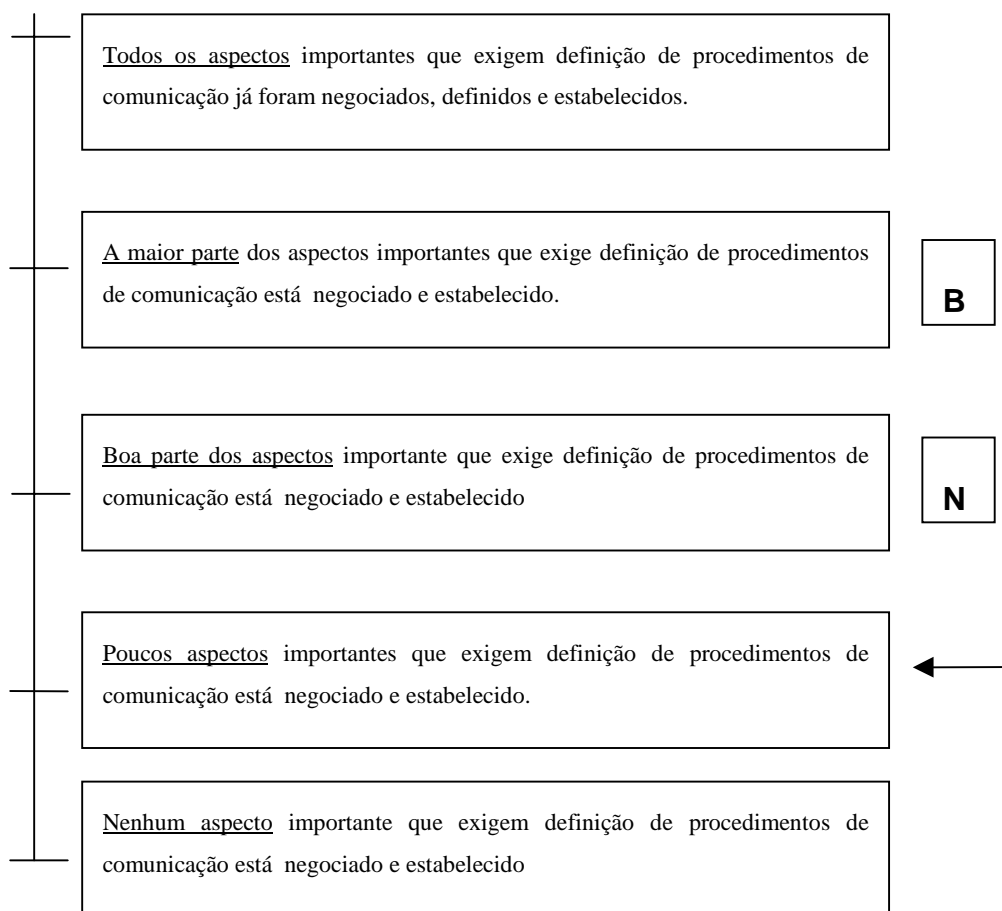 Todos os aspectos importantes que exigem definição de procedimentos de
comunicação já foram negociados, definidos e estabelecidos.
A maior parte dos aspectos importantes que exige definição de procedimentos
de comunicação está negociado e estabelecido.
B
Boa parte dos aspectos importante que exige definição de procedimentos de
comunicação está negociado e estabelecido
N
Poucos aspectos importantes que exigem definição de procedimentos de
comunicação está negociado e estabelecido.
Nenhum aspecto importante que exigem definição de procedimentos de
comunicação está negociado e estabelecido